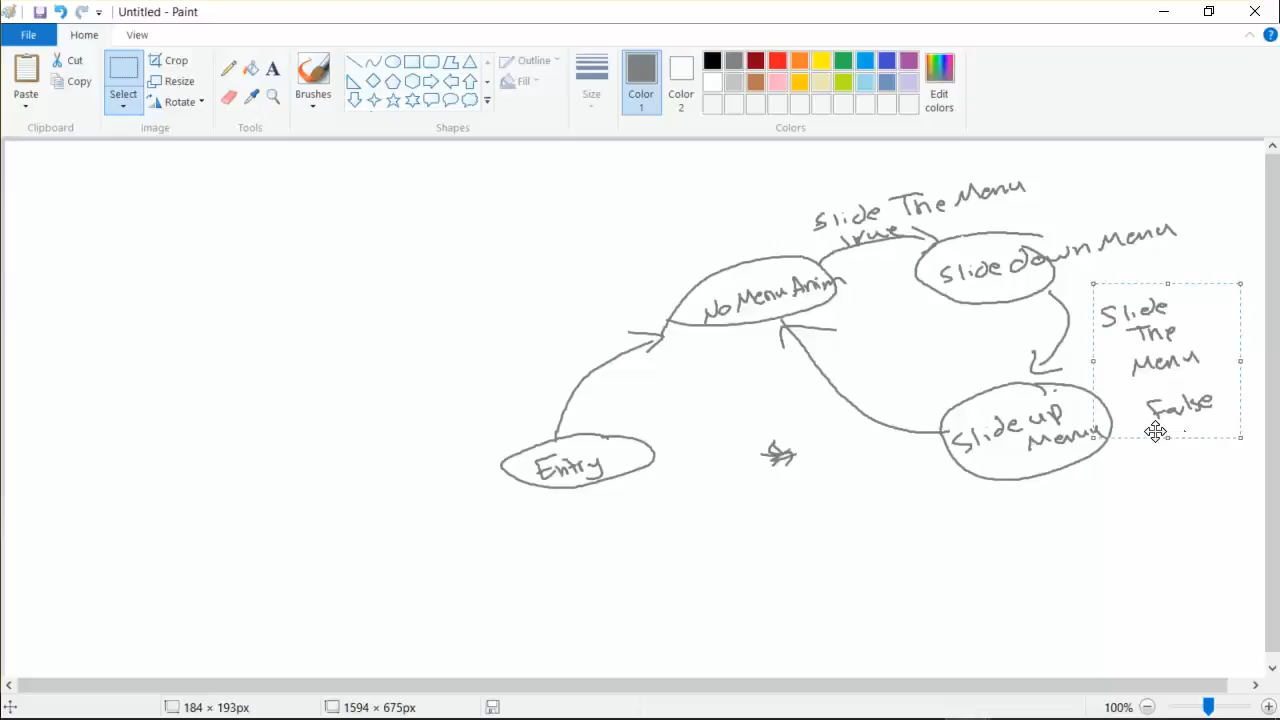 Untitled - Paint
File
Home
View
Paste
Cut
Copy
Clipboard
Select
Crop
Resize
Rotate
Image
Tools
Brushes
Shapes
Outline
Fill
Size
Color 1
Color 2
Edit colors
Colors
Slide The Menu
True
Slide down Menu
No Menu Anim
Slide
The
Menu
False
Slide up
Menu
Entry
184 × 193px
1594 × 675px
100%